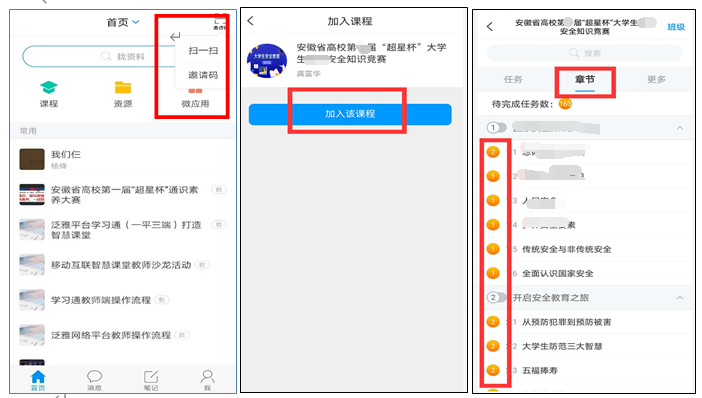 首页
扫一扫
邀请码
找资料
课程
资源
微应用
常用
我们仨
杨绛
安徽省高校第一届“超星杯”通识素
养大赛
教
泛雅平台学习通（一平三端）打造
智慧课堂
教
移动互联智慧课堂教师沙龙活动
教
学习通教师端操作流程
教
泛雅网络平台教师操作流程
教
首页
消息
笔记
我
加入课程
大学生安全教育
安徽省高校第 届“超星杯”大学
生 安全知识竞赛
龚富华
加入该课程
安徽省高校第 届“超星杯”大学生
安全知识竞赛
班级
搜索
任务
章节
更多
待完成任务数：
163
1
2 1
1 2
1 3 人
1 4 素
1 5 传统安全与非传统安全
1 6 全面认识国家安全
2 开启安全教育之旅
2 1 从预防犯罪到预防被害
2 2 大学生防范三大智慧
2 3 五福捧寿